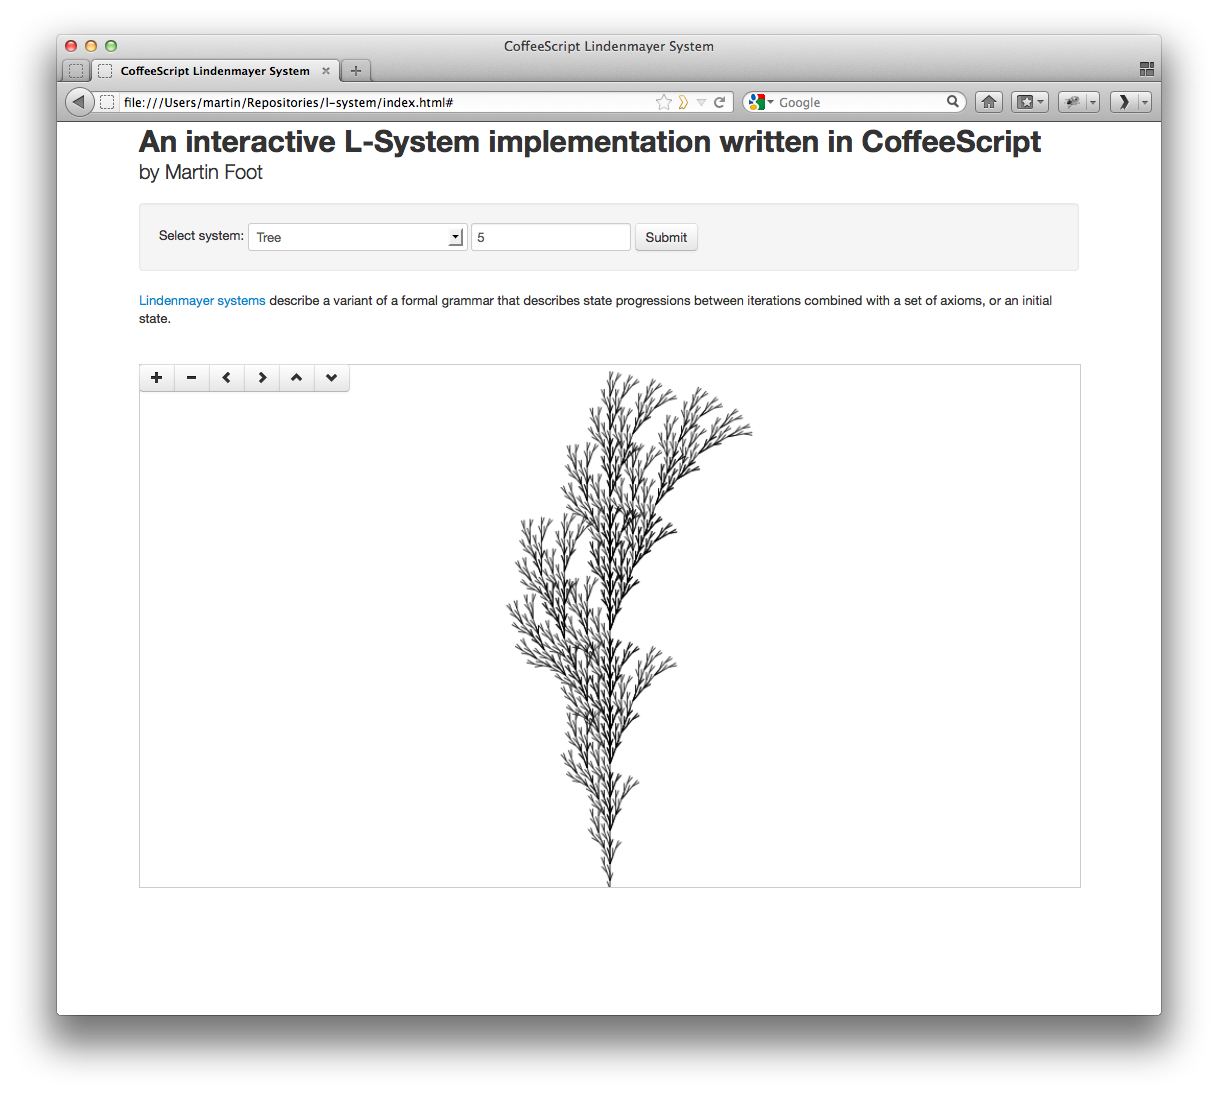 CoffeeScript Lindenmayer System
CoffeeScript Lindenmayer System
file:///Users/martin/Repositories/l-system/index.html#
Google
An interactive L-System implementation written in CoffeeScript
by Martin Foot
Select system: Tree 5 Submit
Lindenmayer systems describe a variant of a formal grammar that describes state progressions between iterations combined with a set of axioms, or an initial
state.